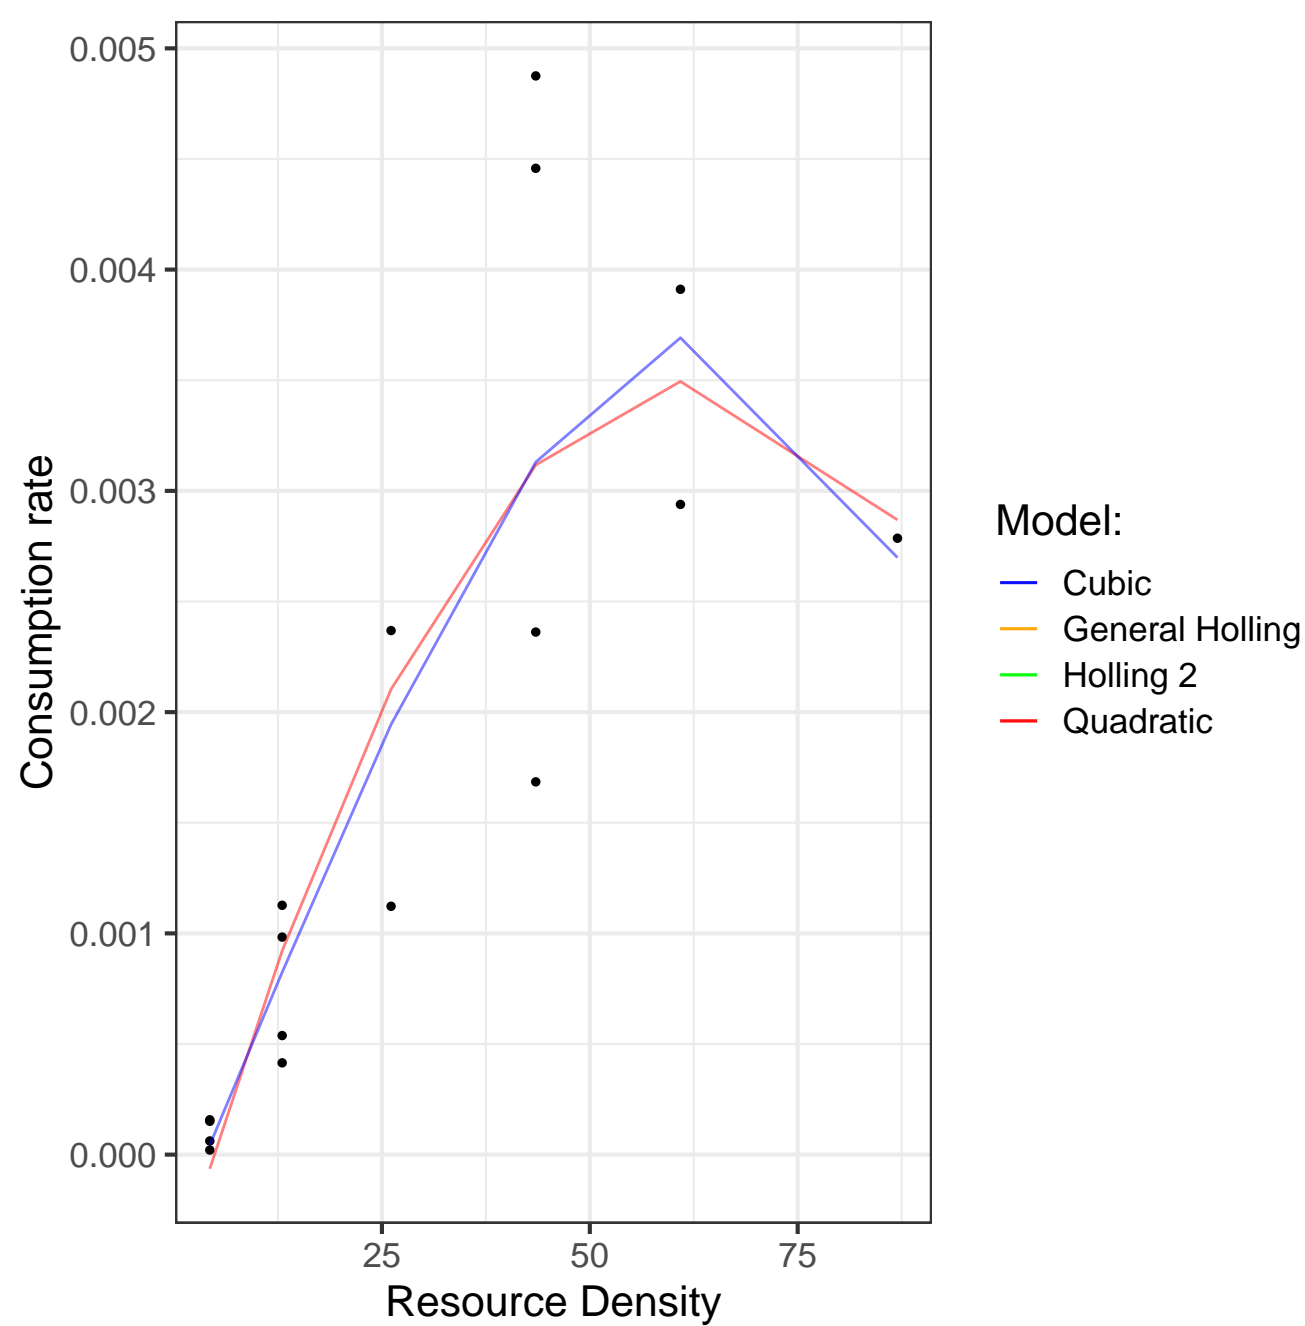 0.005
0.004
0.003
0.002
0.001
0.000
Consumption rate
25 50 75
Resource Density
Model:
Cubic
General Holling
Holling 2
Quadratic